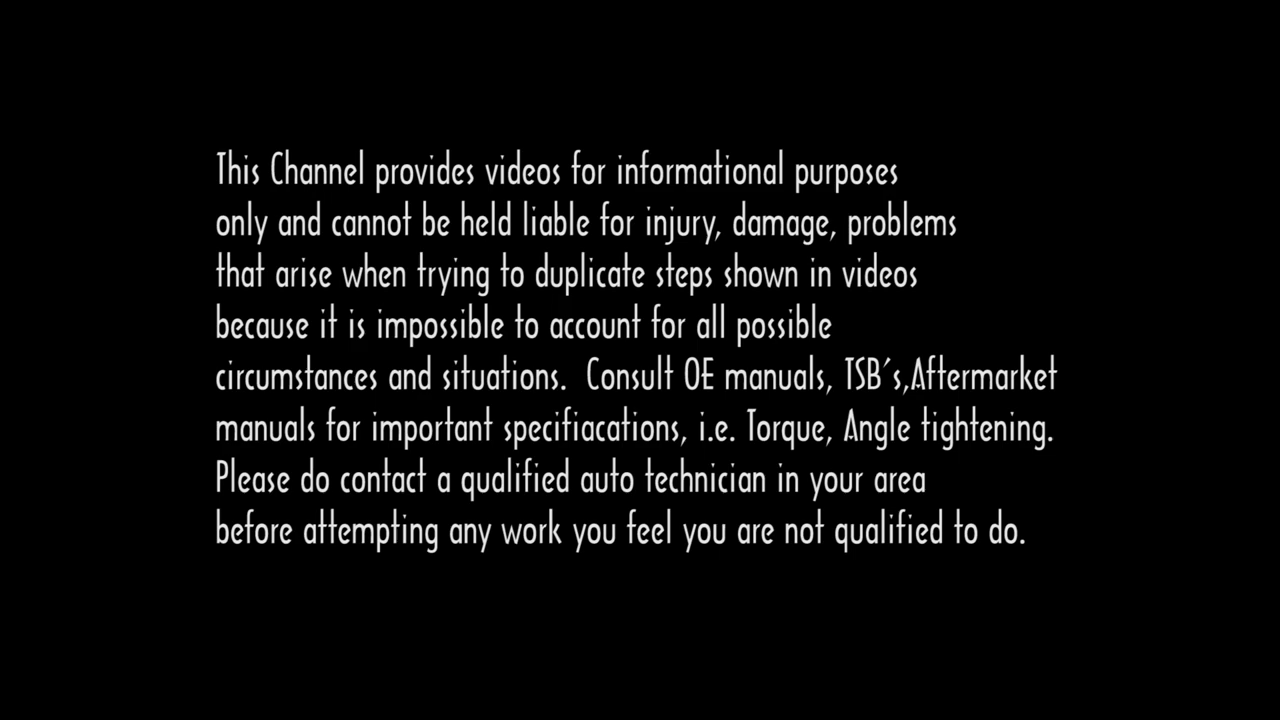 This Channel provides videos for informational purposes
only and cannot be held liable for injury, damage, problems
that arise when trying to duplicate steps shown in videos
because it is impossible to account for all possible
circumstances and situations.  Consult OE manuals, TSB's,Aftermarket
manuals for important specifiacations, i.e. Torque, Angle tightening.
Please do contact a qualified auto technician in your area
before attempting any work you feel you are not qualified to do.